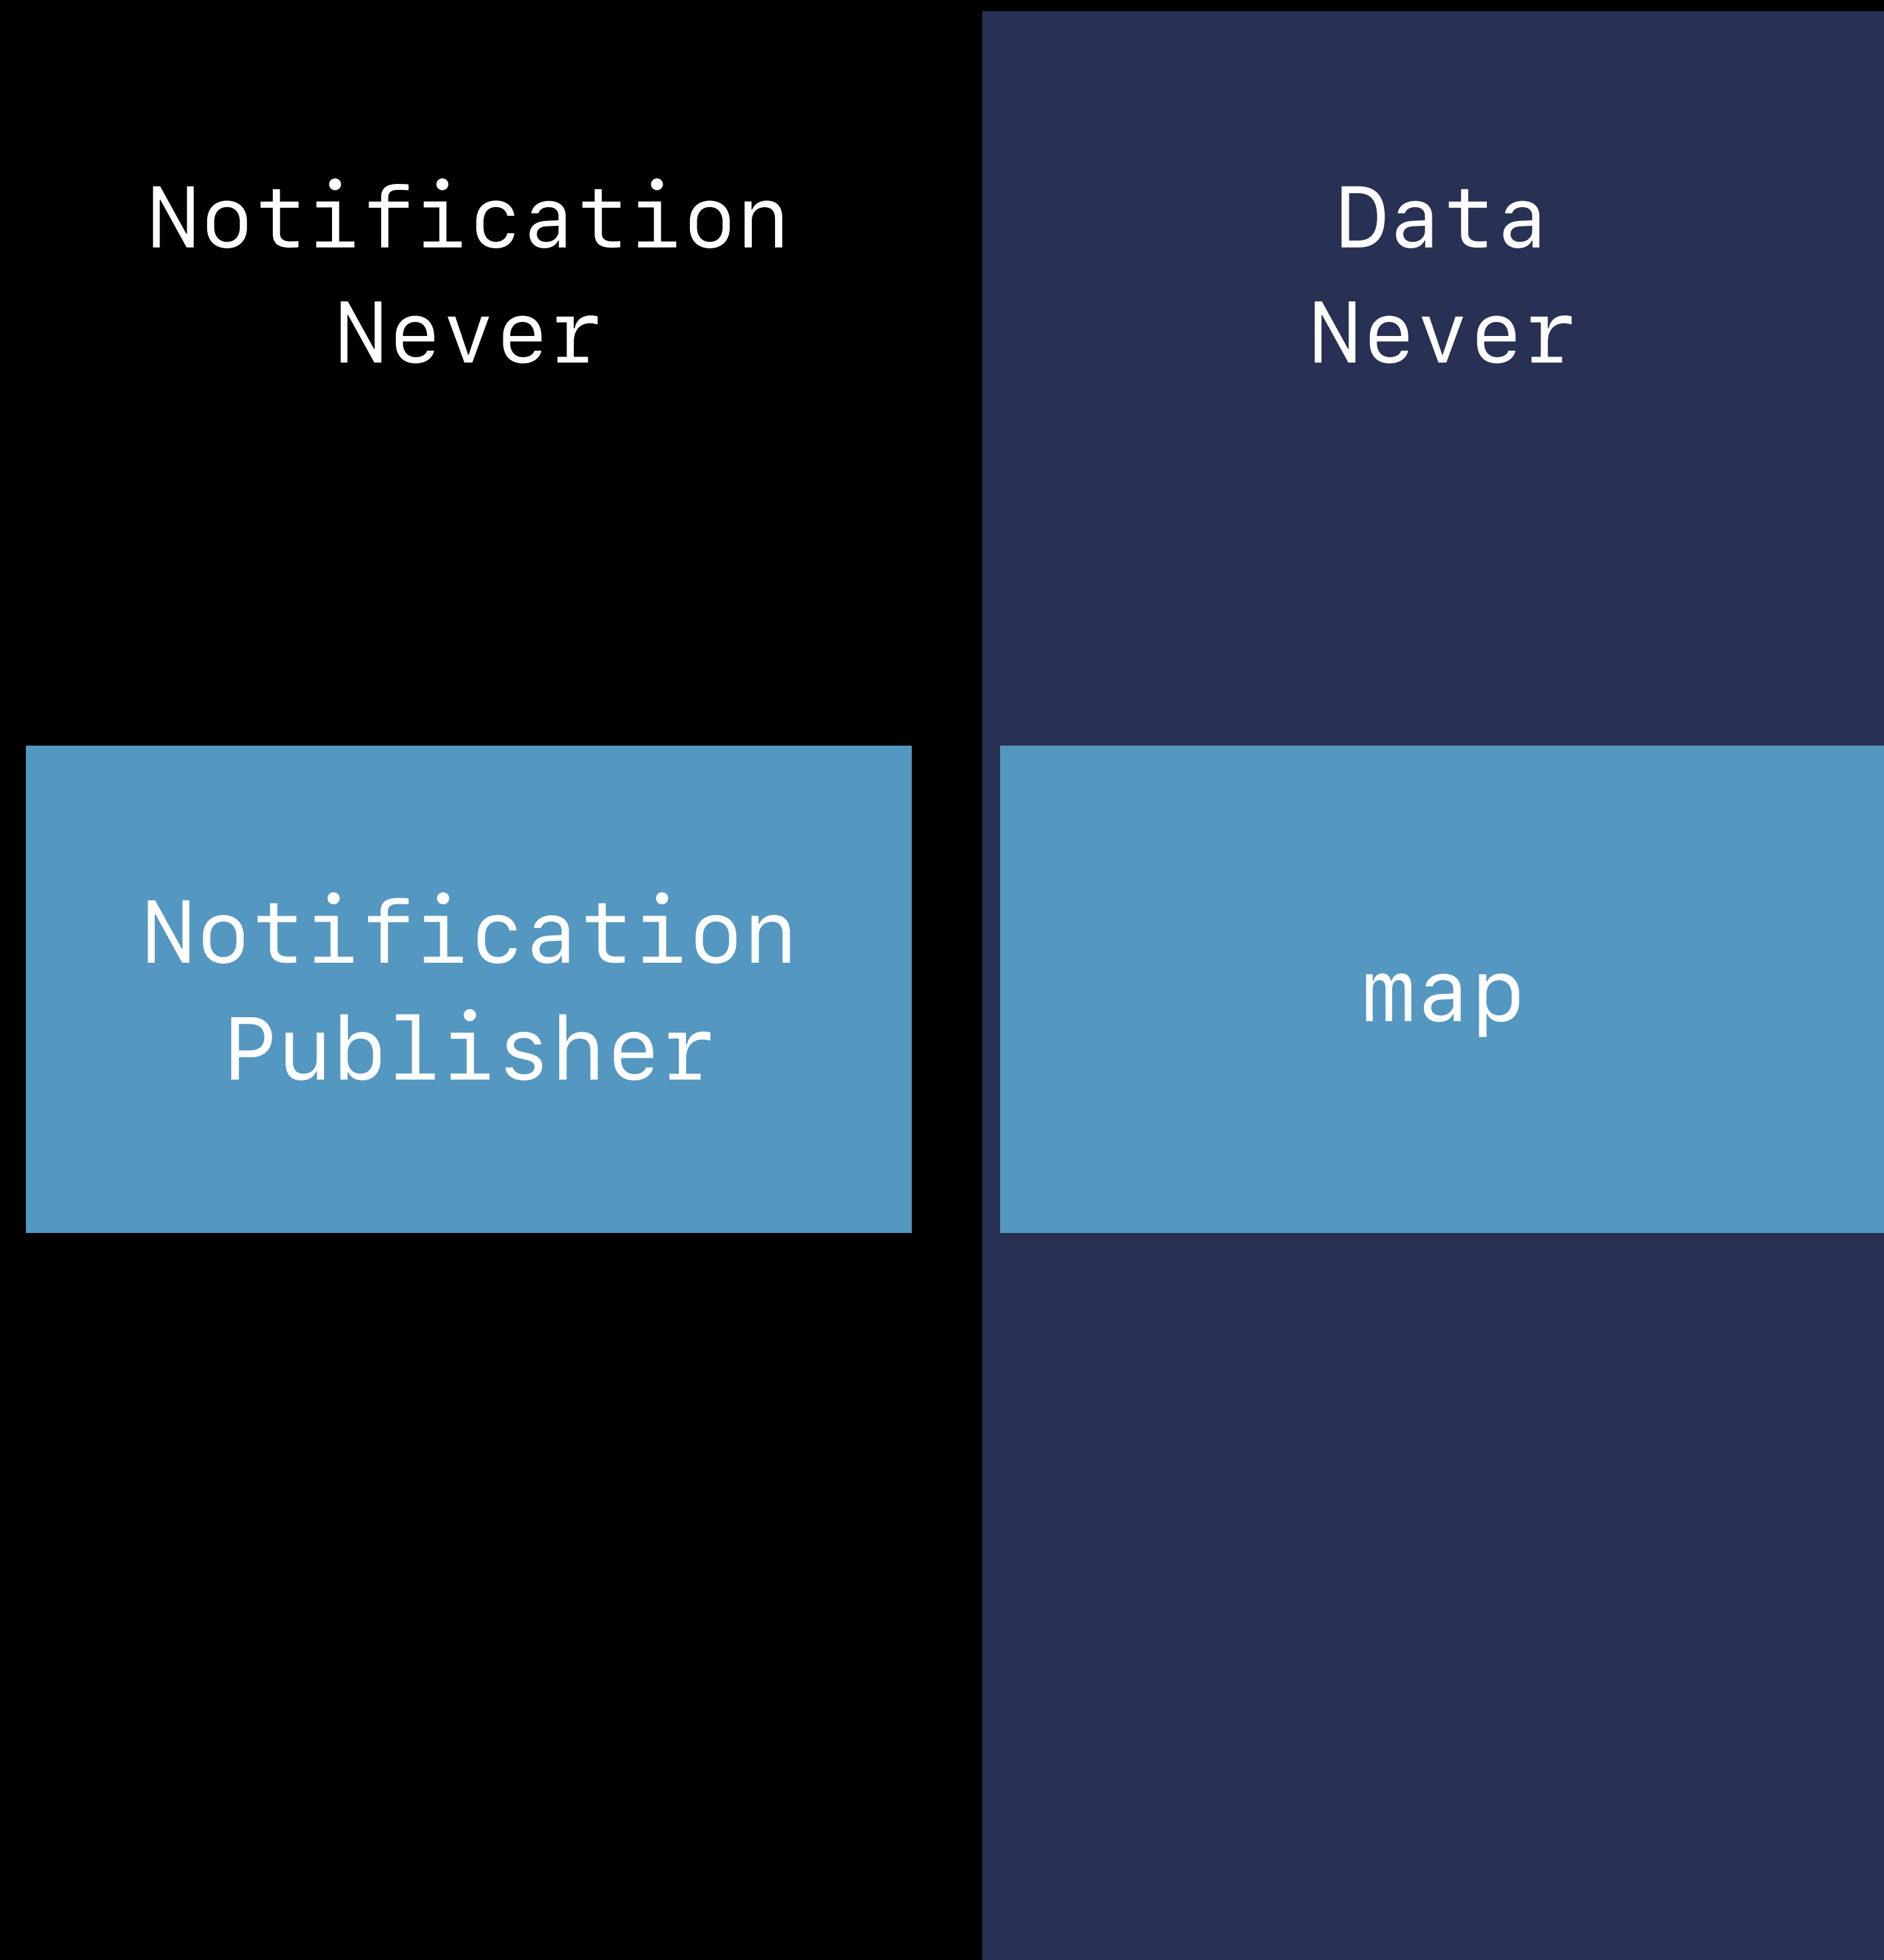 Notification
Never
Data
Never
Notification
Publisher
map